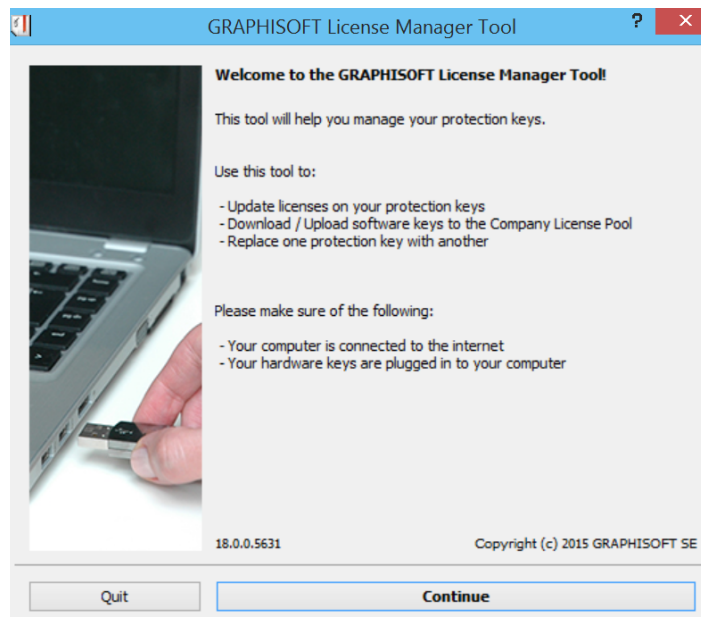 GRAPHISOFT License Manager Tool
Welcome to the GRAPHISOFT License Manager Tool!
This tool will help you manage your protection keys.
Use this tool to:
- Update licenses on your protection keys
- Download / Upload software keys to the Company License Pool
- Replace one protection key with another
Please make sure of the following:
- Your computer is connected to the internet
- Your hardware keys are plugged in to your computer
18.0.0.5631 Copyright (c) 2015 GRAPHISOFT SE
Quit Continue